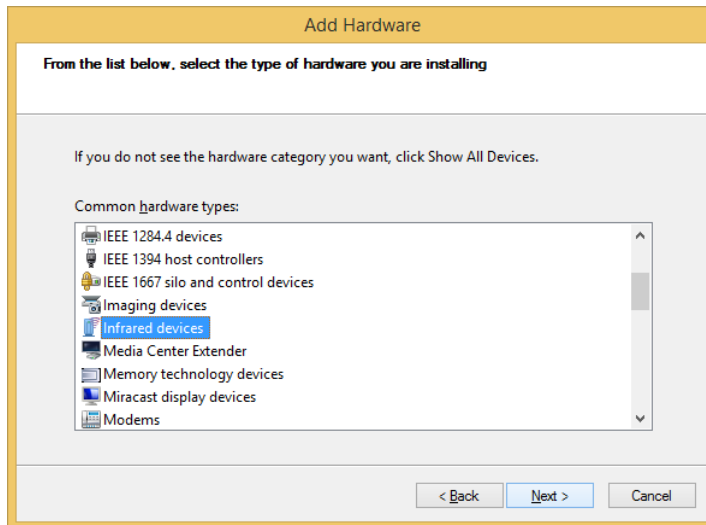 Add Hardware
From the list below, select the type of hardware you are installing
If you do not see the hardware category you want, click Show All Devices.
Common hardware types:
IEEE 1284.4 devices
IEEE 1394 host controllers
IEEE 1667 silo and control devices
Imaging devices
Infrared devices
Media Center Extender
Memory technology devices
Miracast display devices
Modems
< Back Next > Cancel